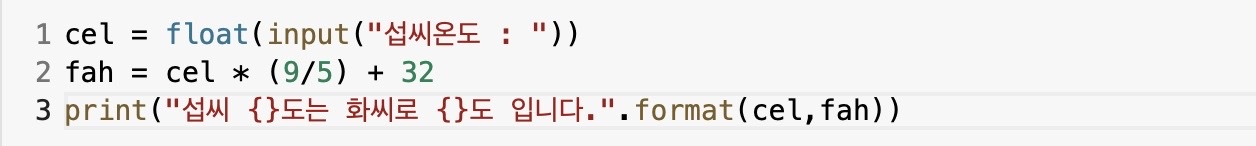 1 cel = float(input("섭씨온도 : "))
2 fah = cel * (9/5) + 32
3 print("섭씨 {}도는 화씨로 {}도 입니다.".format(cel,fah))